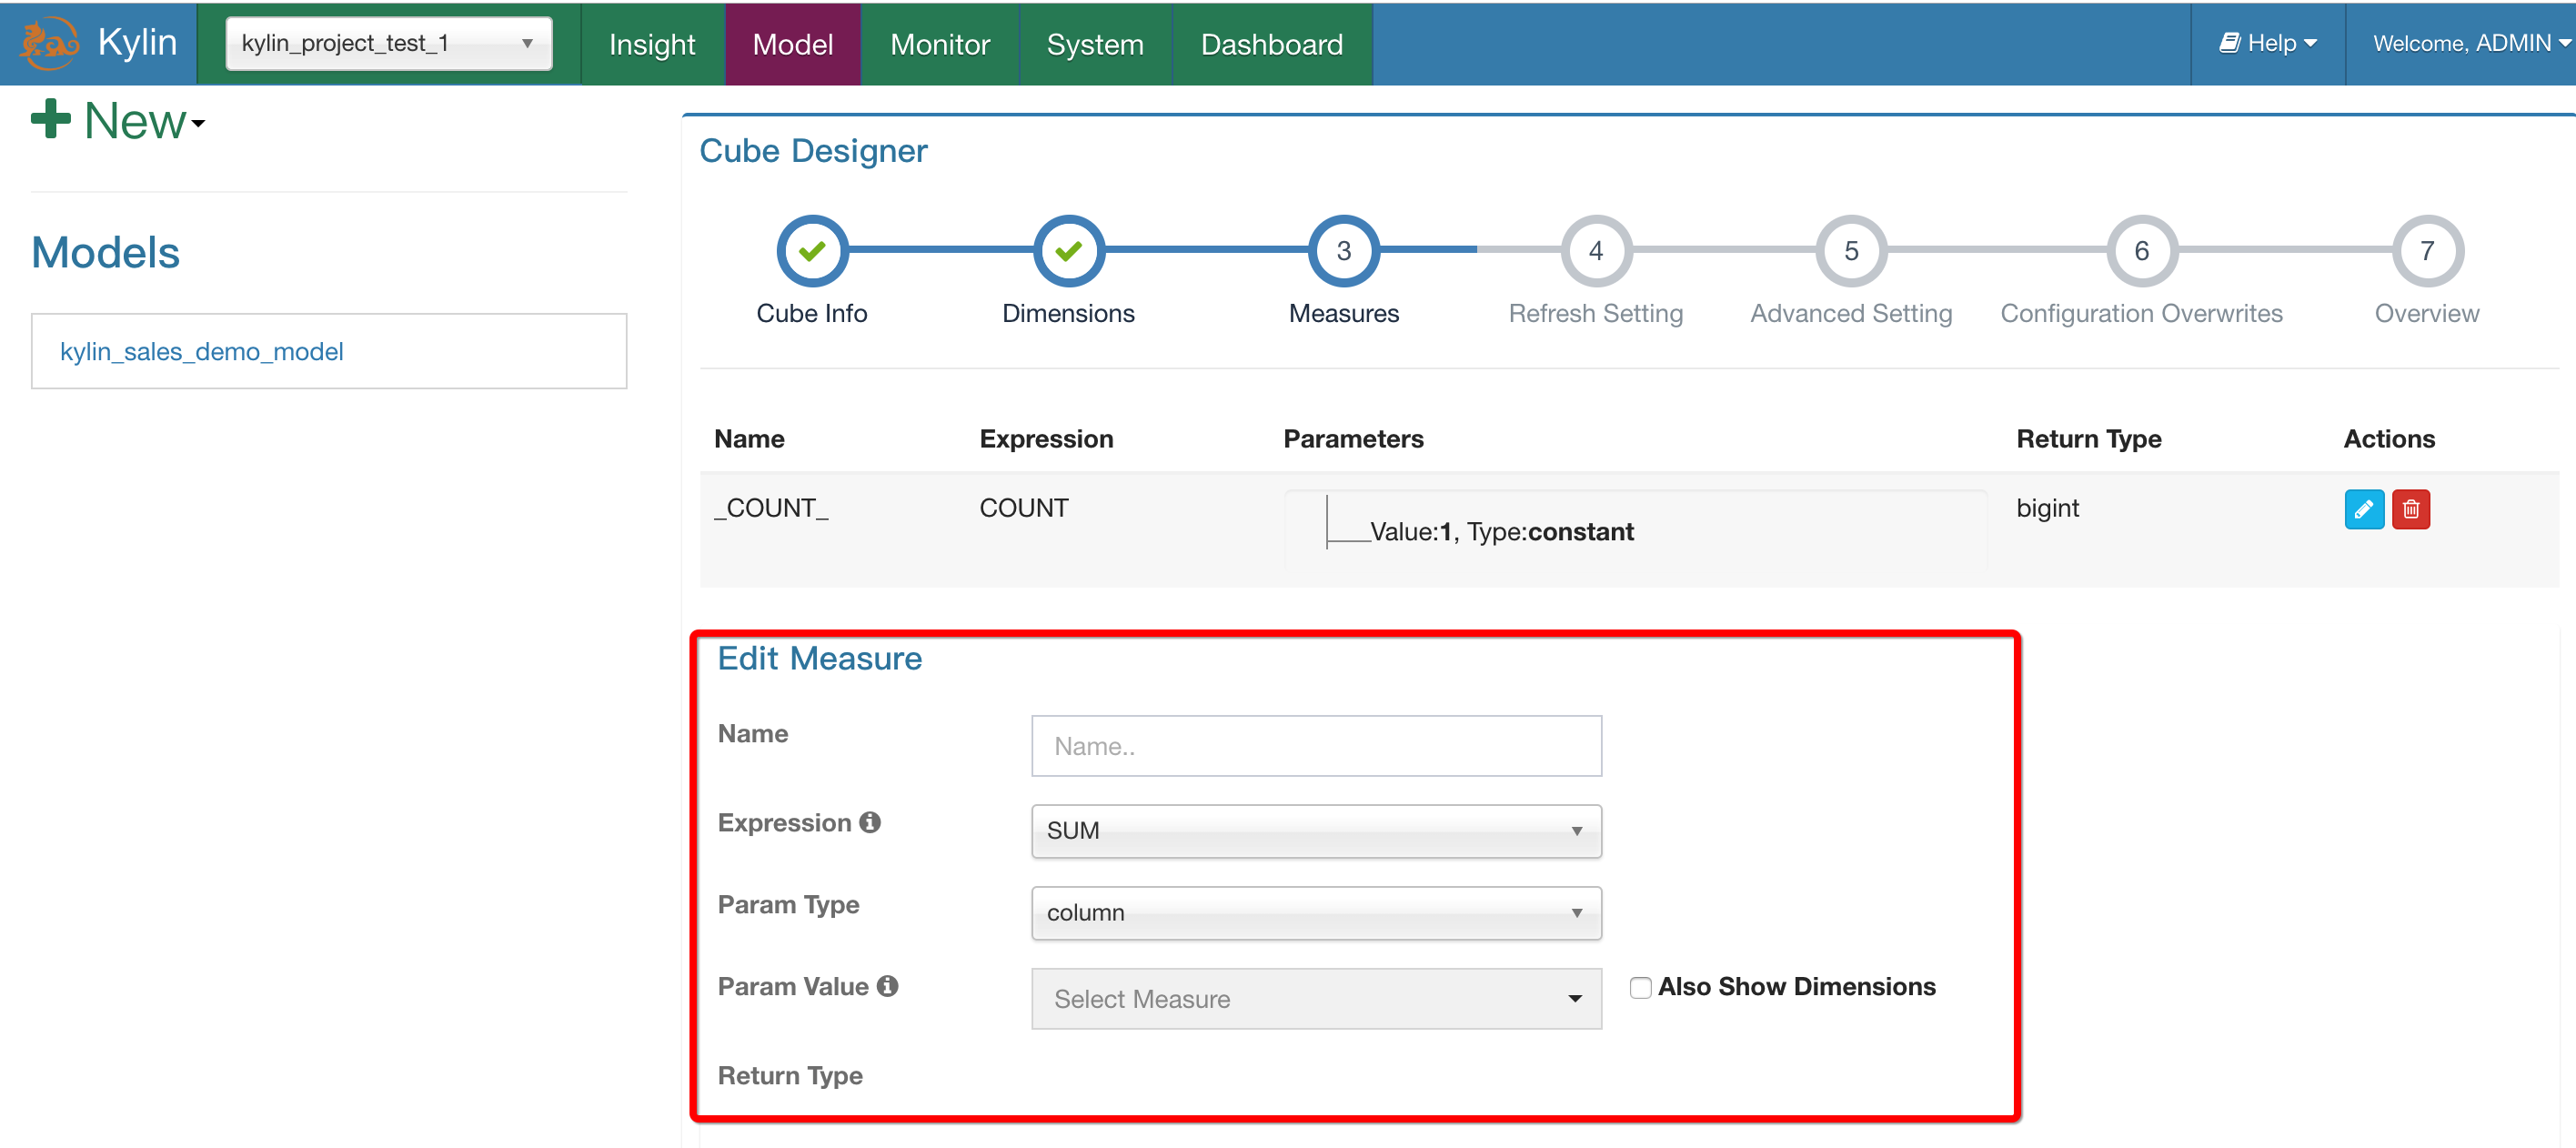 Kylin kylin_project_test_1 Insight Model Monitor System Dashboard Help Welcome, ADMIN
New
Models
kylin_sales_demo_model
Cube Designer
3 4 5 6 7
Cube Info Dimensions Measures Refresh Setting Advanced Setting Configuration Overwrites Overview
Name Expression Parameters Return Type Actions
_COUNT_ COUNT Value:1, Type:constant bigint
Edit Measure
Name Name..
Expression SUM
Param Type column
Param Value Select Measure Also Show Dimensions
Return Type